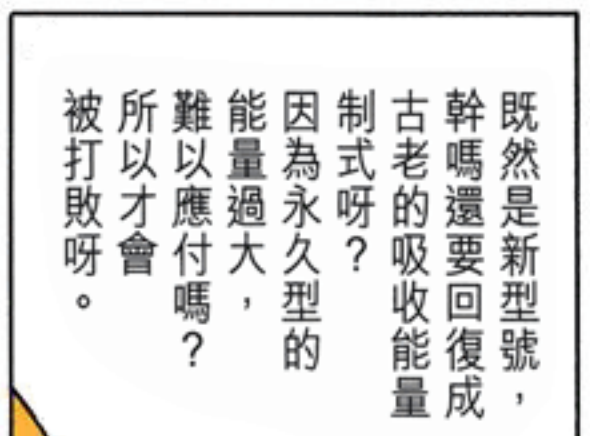 既然是新型號，
幹嗎還要回復成
古老的吸收能量
制式呀？
因為永久型的
能量過大，
難以應付嗎？
所以才會
被打敗呀。